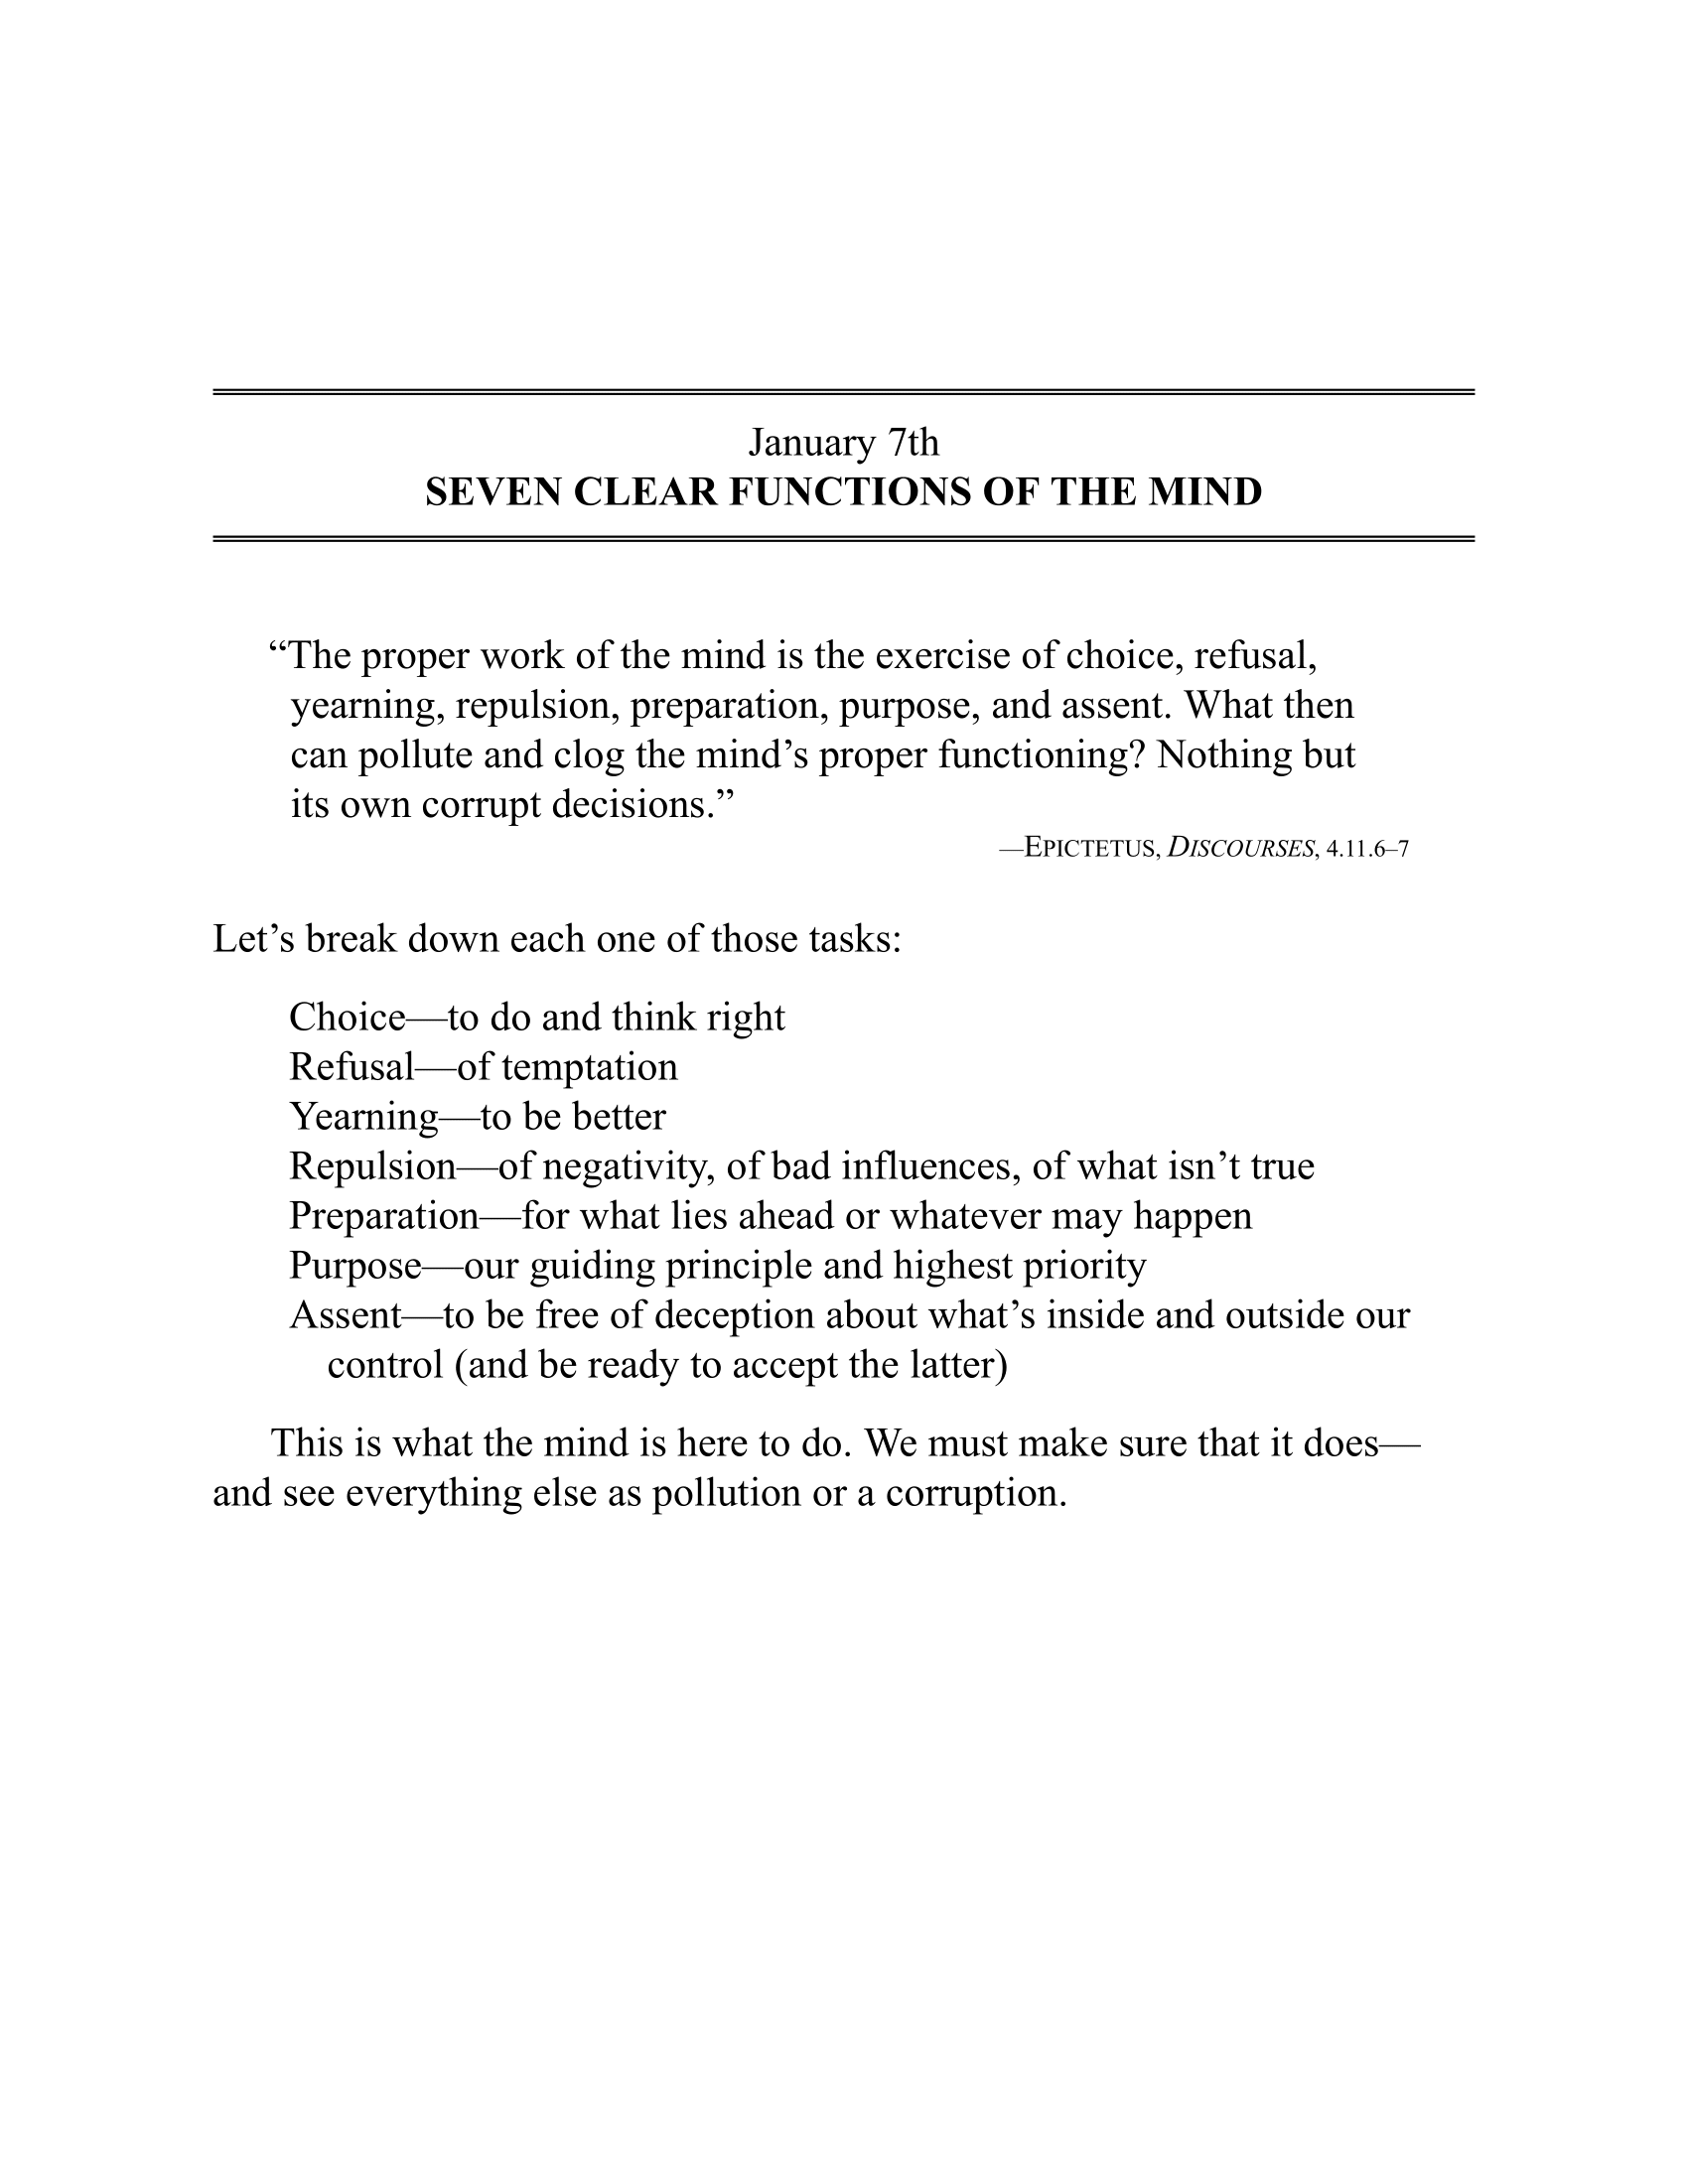 January 7th
SEVEN CLEAR FUNCTIONS OF THE MIND
“The proper work of the mind is the exercise of choice, refusal,
yearning, repulsion, preparation, purpose, and assent. What then
can pollute and clog the mind’s proper functioning? Nothing but
its own corrupt decisions.”
—EPICTETUS, DISCOURSES, 4.11.6–7
Let’s break down each one of those tasks:
Choice—to do and think right
Refusal—of temptation
Yearning—to be better
Repulsion—of negativity, of bad influences, of what isn’t true
Preparation—for what lies ahead or whatever may happen
Purpose—our guiding principle and highest priority
Assent—to be free of deception about what’s inside and outside our
control (and be ready to accept the latter)
This is what the mind is here to do. We must make sure that it does—
and see everything else as pollution or a corruption.